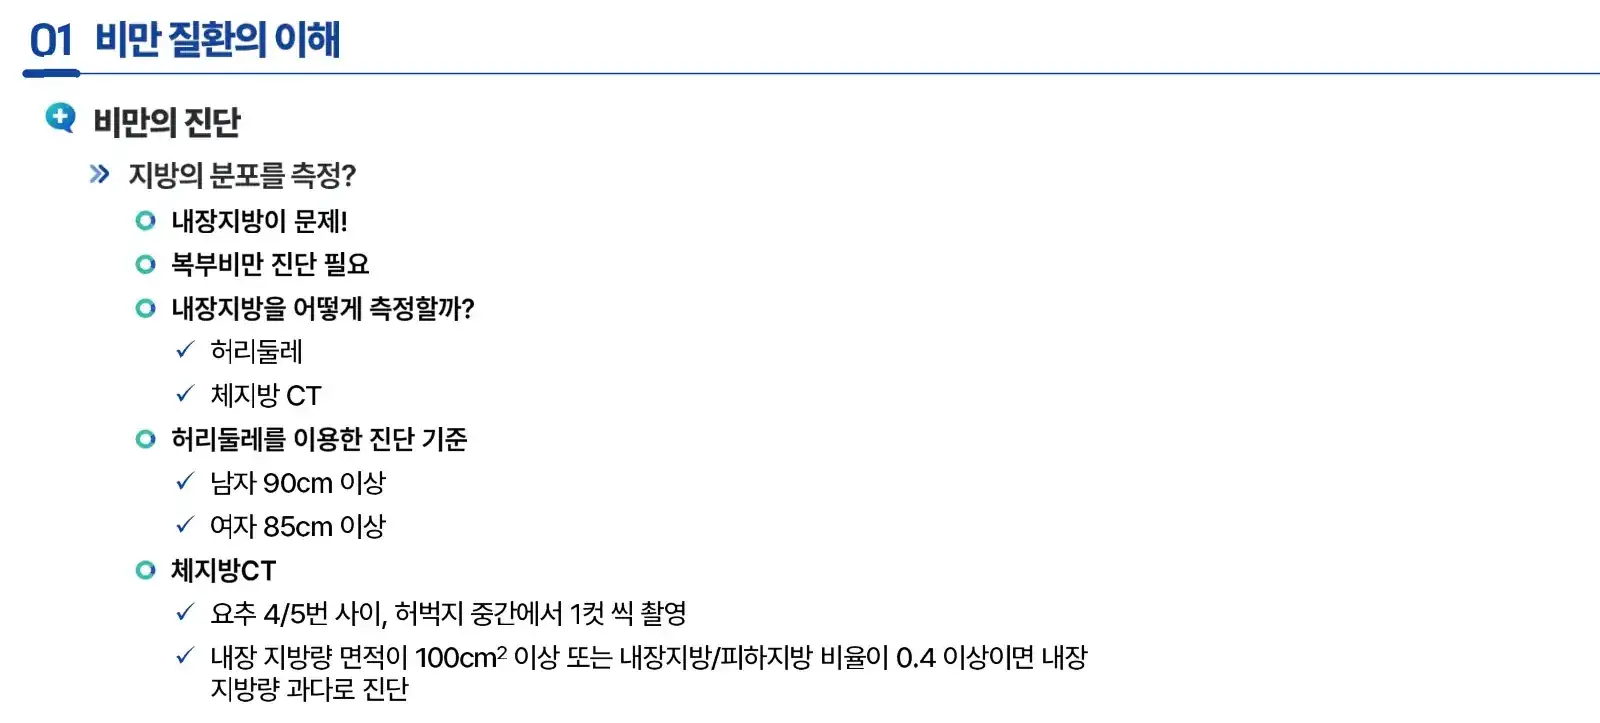 01 비만 질환의 이해
비만의 진단
지방의 분포를 측정?
내장지방이 문제!
복부비만 진단 필요
내장지방을 어떻게 측정할까?
허리둘레
체지방 CT
허리둘레를 이용한 진단 기준
남자 90cm 이상
여자 85cm 이상
체지방CT
요추 4/5번 사이, 허벅지 중간에서 1컷 씩 촬영
내장 지방량 면적이 100cm² 이상 또는 내장지방/피하지방 비율이 0.4 이상이면 내장
지방량 과다로 진단